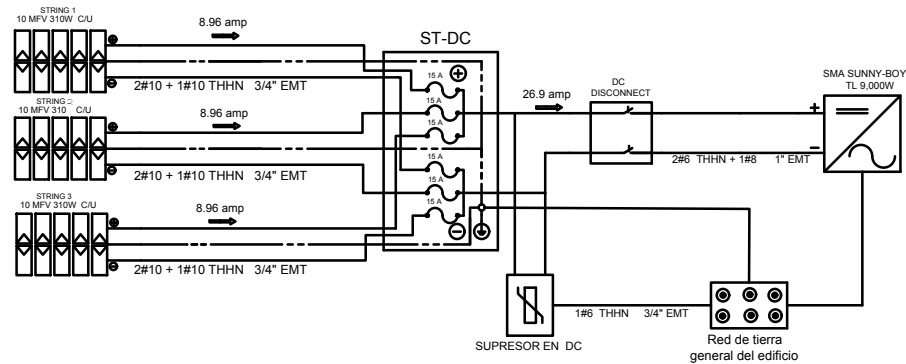 STRING 1
10 MFV 310W C/U
8.96 amp
2#10 + 1#10 THHN 3/4" EMT
STRING 2
10 MFV 310 C/U
8.96 amp
2#10 + 1#10 THHN 3/4" EMT
STRING 3
10 MFV 310W C/U
8.96 amp
2#10 + 1#10 THHN 3/4" EMT
ST-DC
15 A
15 A
15 A
15 A
15 A
15 A
26.9 amp
DC
DISCONNECT
SMA SUNNY-BOY
TL 9,000W
+
−
2#6 THHN + 1#8 1" EMT
SUPRESOR EN DC
1#6 THHN 3/4" EMT
Red de tierra
general del edificio